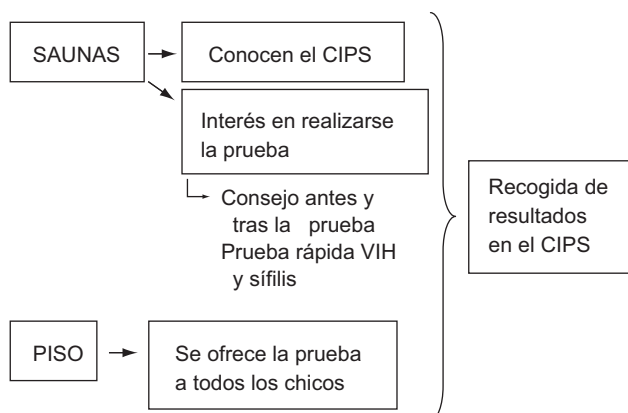 SAUNAS
Conocen el CIPS
Interés en realizarse
la prueba
Consejo antes y
tras la prueba
Prueba rápida VIH
y sífilis
PISO
Se ofrece la prueba
a todos los chicos
Recogida de
resultados
en el CIPS